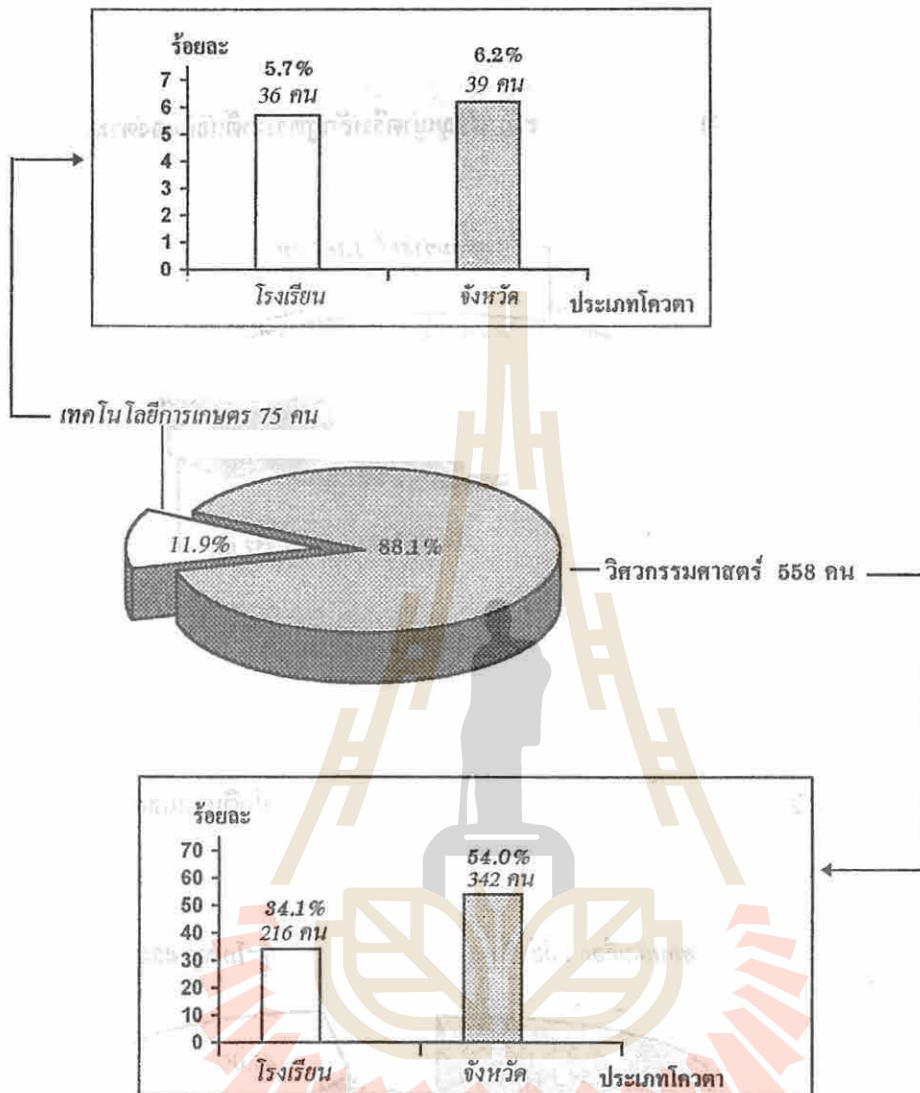 ร้อยละ
5.7%
36 คน
6.2%
39 คน
7
6
5
4
3
2
1
0
โรงเรียน
จังหวัด
ประเภทโควตา
เทคโนโลยีการเกษตร 75 คน
11.9%
88.1%
วิศวกรรมศาสตร์ 558 คน
ร้อยละ
70
60
50
40
30
20
10
0
34.1%
216 คน
54.0%
342 คน
โรงเรียน
จังหวัด
ประเภทโควตา